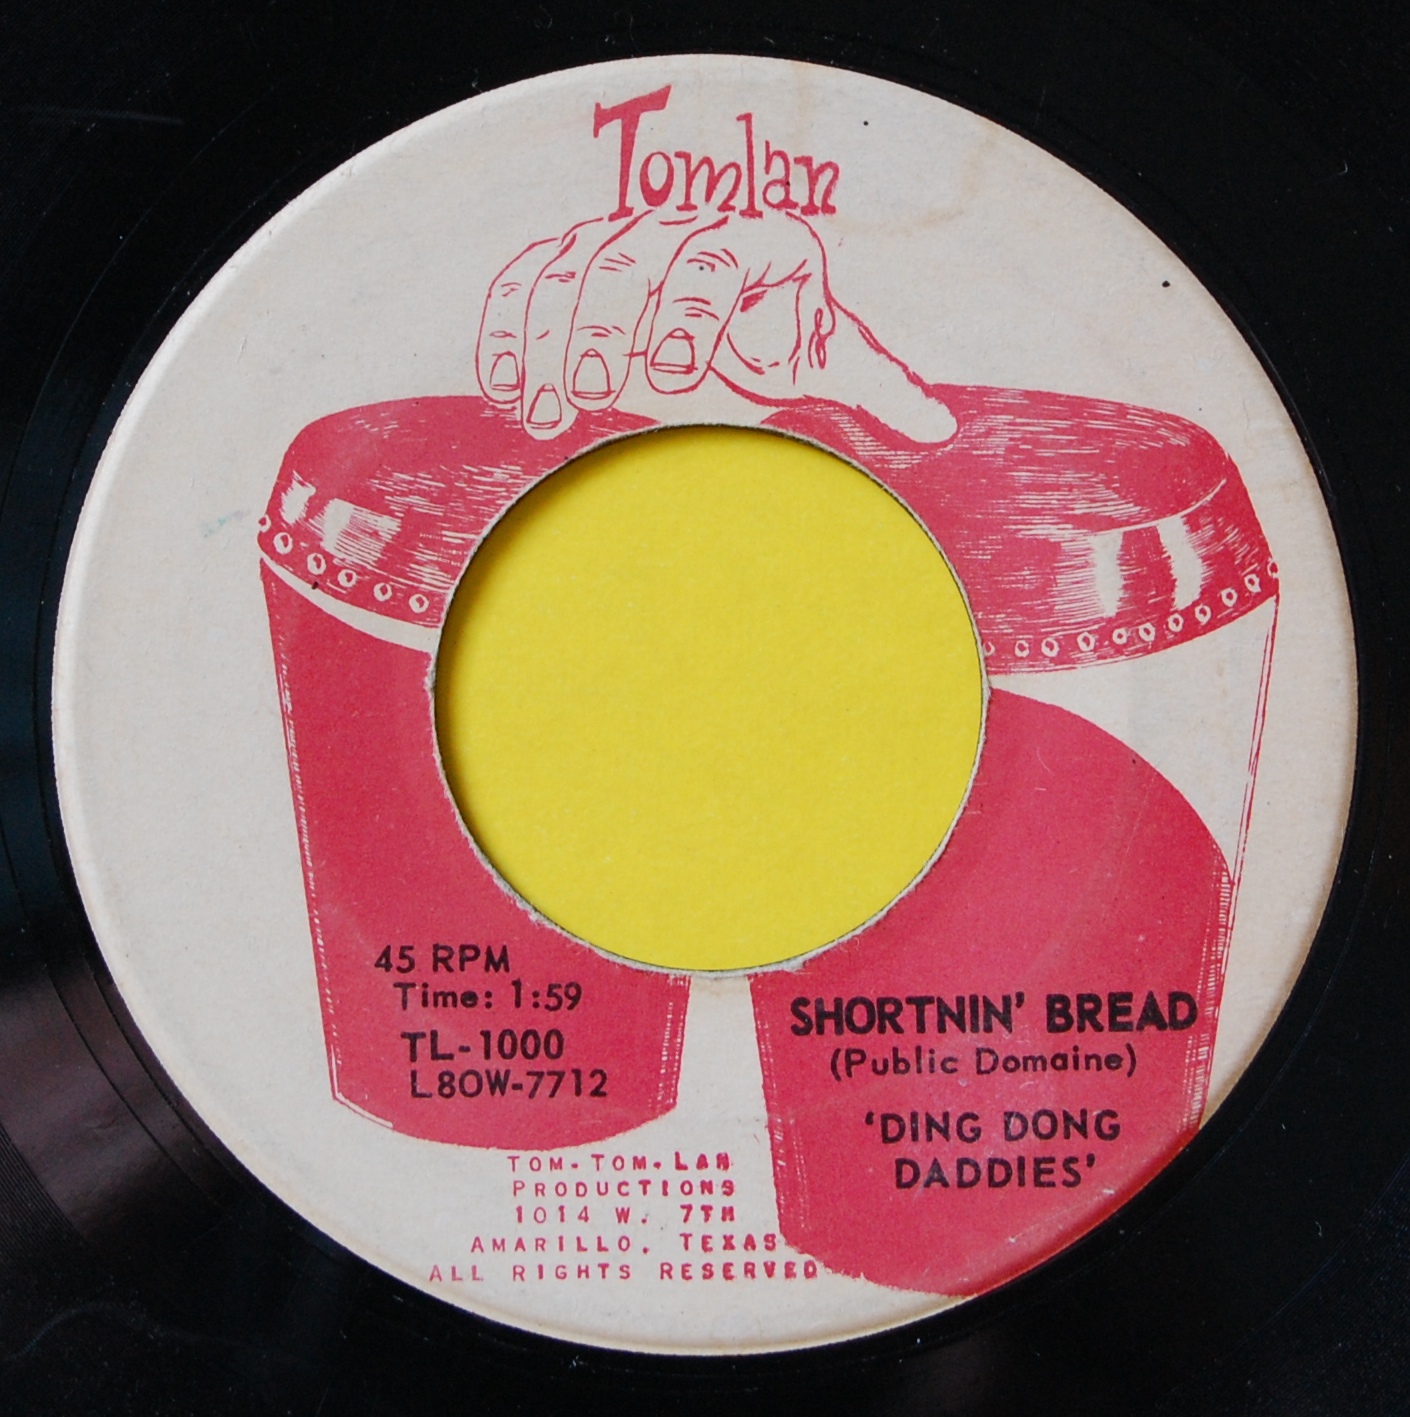 Tomlan
45 RPM
Time: 1:59
TL-1000
L8OW-7712
SHORTNIN' BREAD
(Public Domaine)
'DING DONG
DADDIES'
TOM-TOM-LAN
PRODUCTIONS
1014 W. 7TH
AMARILLO, TEXAS
ALL RIGHTS RESERVED